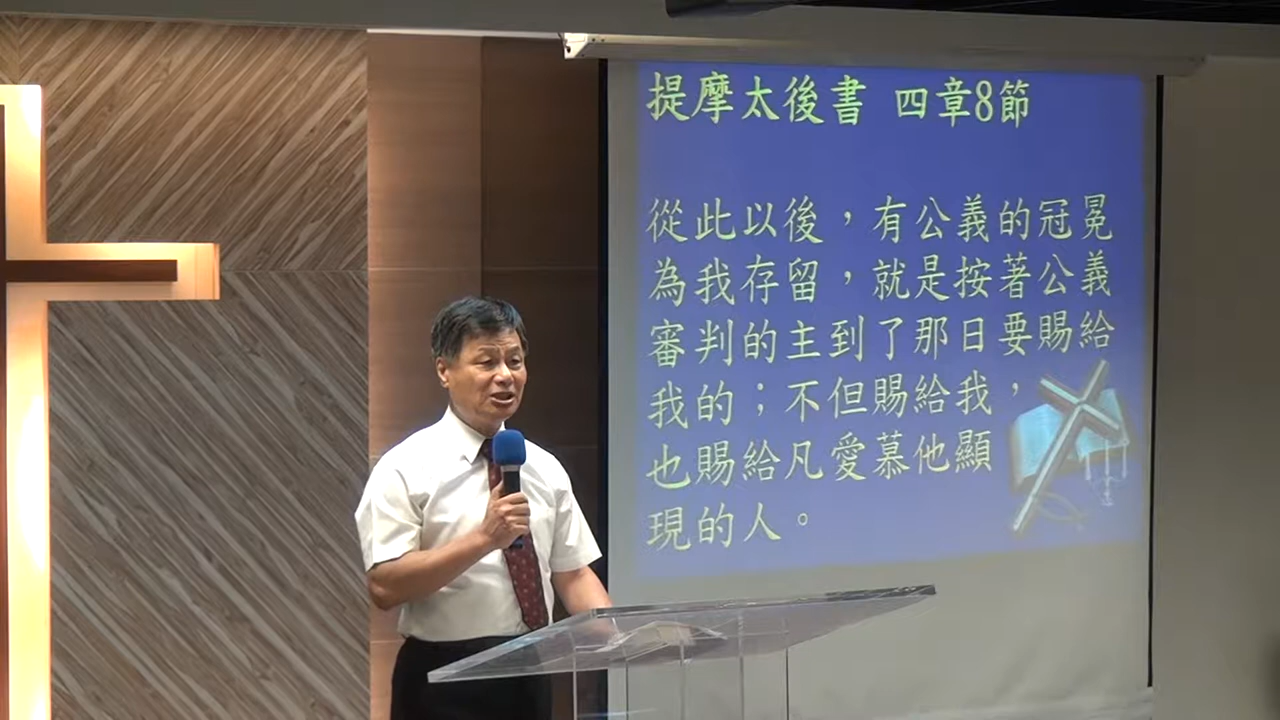 提摩太後書 四章8節
從此以後，有公義的冠冕
為我存留，就是按著公義
審判的主到了那日要賜給
我的；不但賜給我，
也賜給凡愛慕他顯
現的人。